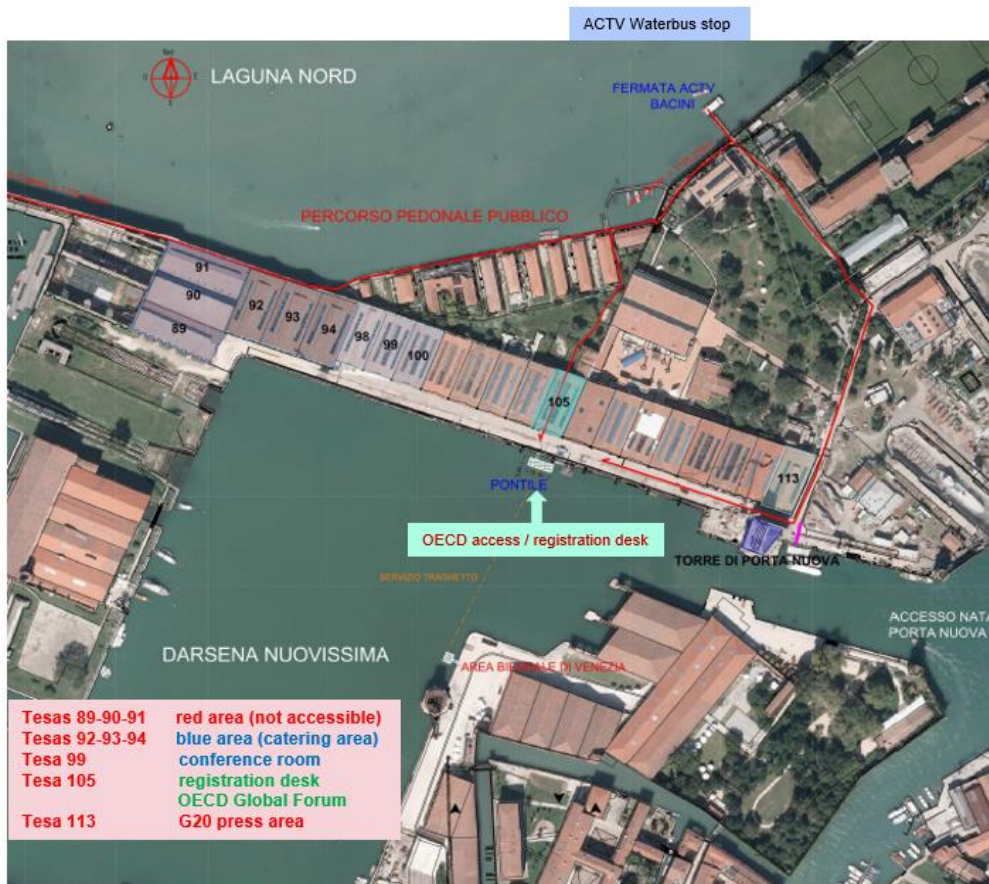 ACTV Waterbus stop
LAGUNA NORD
FERMATA ACTV
BACINI
PERCORSO PEDONALE PUBBLICO
91
90
89
92
93
94
98
99
100
105
113
PONTILE
OECD access / registration desk
TORRE DI PORTA NUOVA
SERVIZIO TRAGHETTO
ACCESSO NATA
PORTA NUOVA
DARSENA NUOVISSIMA
AREA BIENNALE DI VENEZIA
Tesas 89-90-91 red area (not accessible)
Tesas 92-93-94 blue area (catering area)
Tesa 99 conference room
Tesa 105 registration desk
OECD Global Forum
Tesa 113 G20 press area